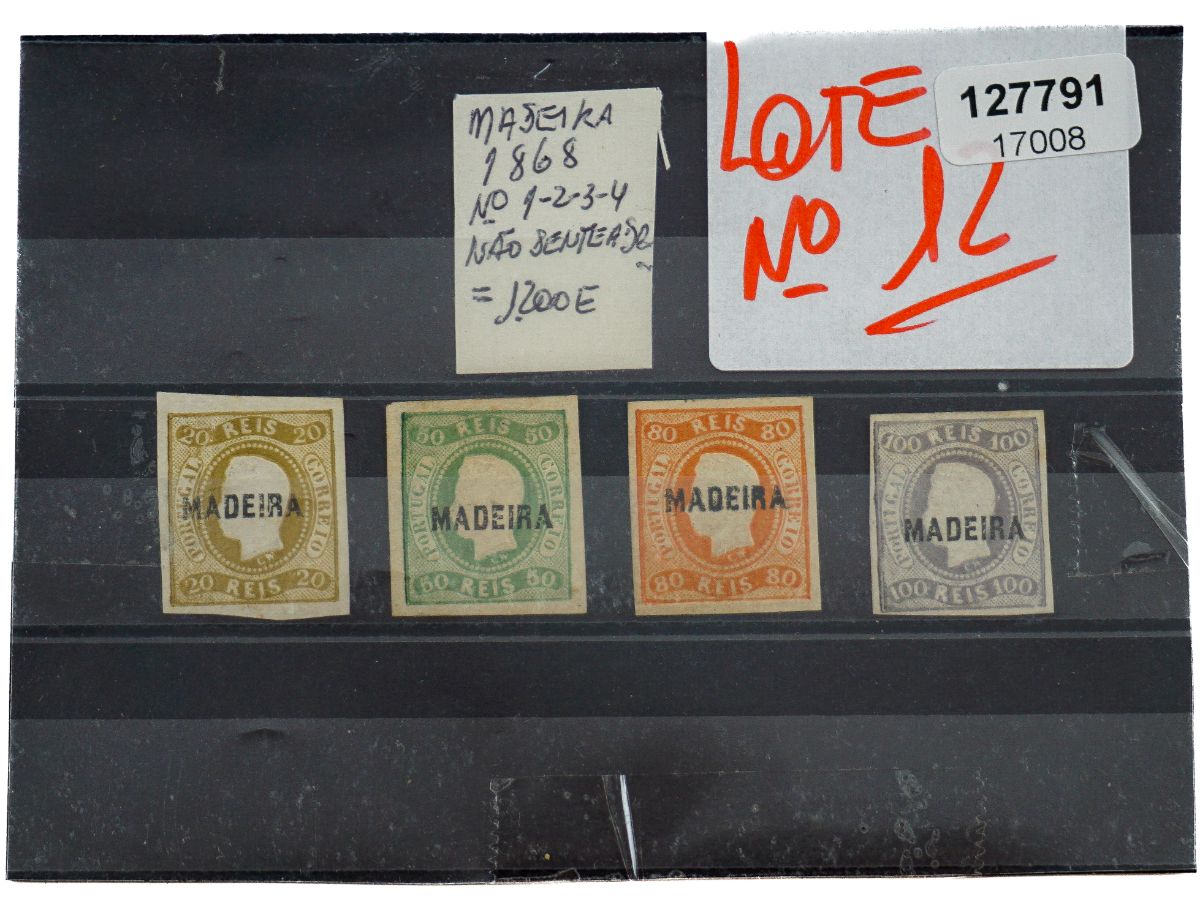 MADEIRA
1868
Nº 1-2-3-4
NÃO DENTEADO
= 1.200E
LOTE
Nº 12
127791
17008
20 REIS 20
PORTUGAL
CORREIO
MADEIRA
20 REIS 20
50 REIS 50
PORTUGAL
CORREIO
MADEIRA
50 REIS 50
80 REIS 80
PORTUGAL
CORREIO
MADEIRA
80 REIS 80
100 REIS 100
PORTUGAL
CORREIO
MADEIRA
100 REIS 100